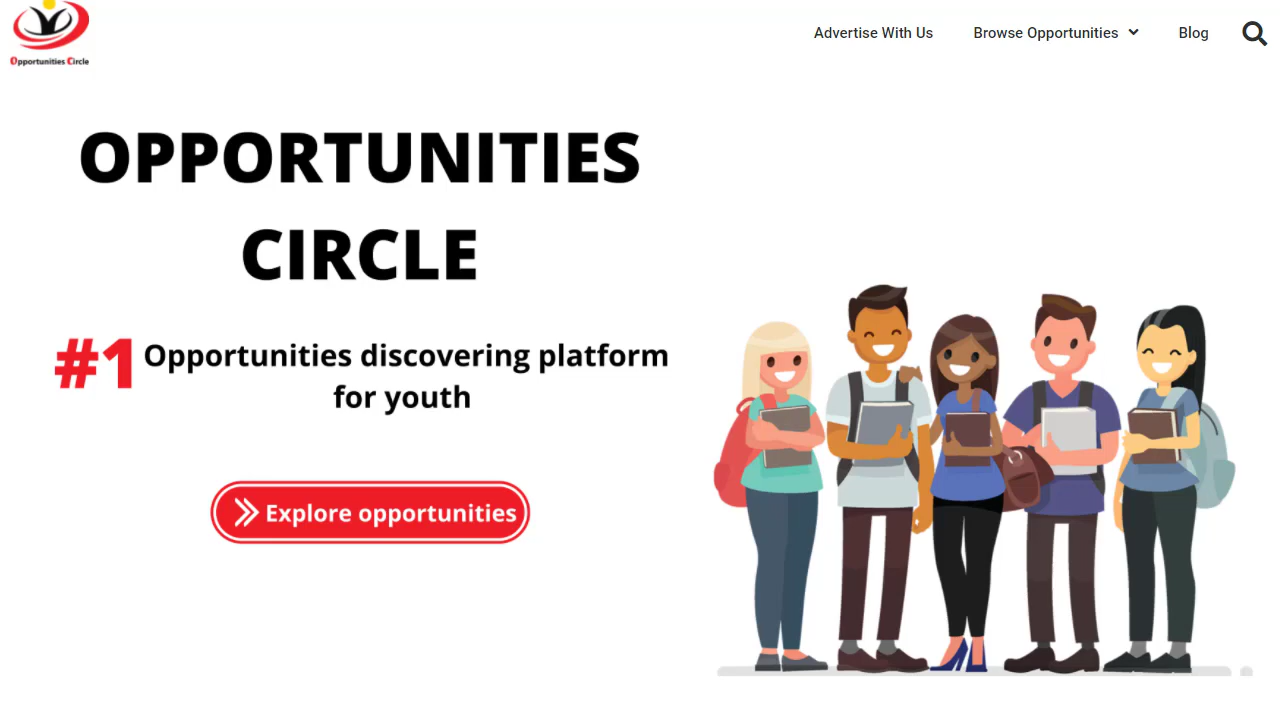 Opportunities Circle
Advertise With Us
Browse Opportunities
Blog
OPPORTUNITIES
CIRCLE
#1 Opportunities discovering platform
for youth
Explore opportunities